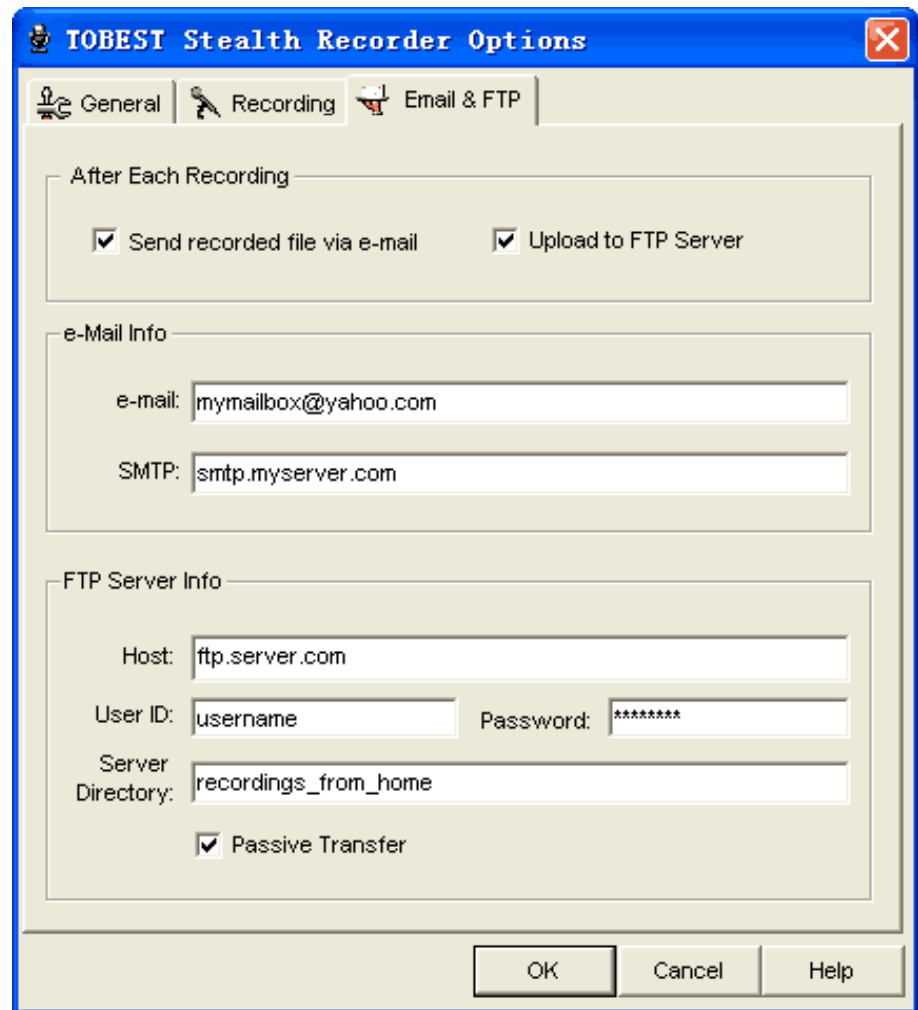 TOBEST Stealth Recorder Options
General Recording Email & FTP
After Each Recording
Send recorded file via e-mail Upload to FTP Server
e-Mail Info
e-mail: mymailbox@yahoo.com
SMTP: smtp.myserver.com
FTP Server Info
Host: ftp.server.com
User ID: username Password: ********
Server
Directory: recordings_from_home
Passive Transfer
OK Cancel Help